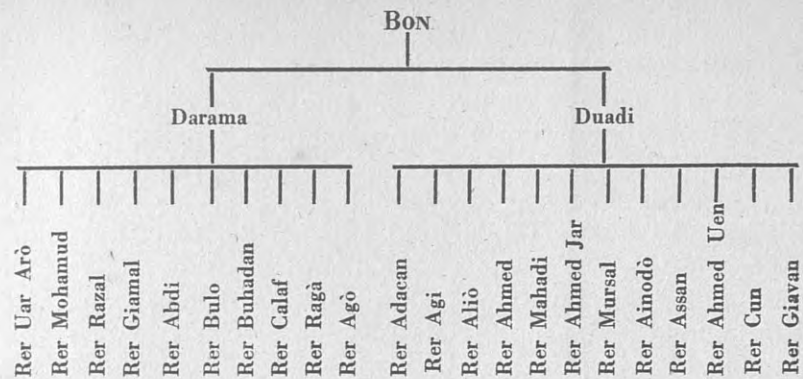 BON
Darama
Duadi
Rer Uar Arò
Rer Mohamud
Rer Razal
Rer Giamal
Rer Abdi
Rer Bulo
Rer Buhadan
Rer Calaf
Rer Ragà
Rer Agò
Rer Adacan
Rer Agi
Rer Aliò
Rer Ahmed
Rer Mahadi
Rer Ahmed Jar
Rer Mursal
Rer Ainodò
Rer Assan
Rer Ahmed Uen
Rer Cun
Rer Giavan